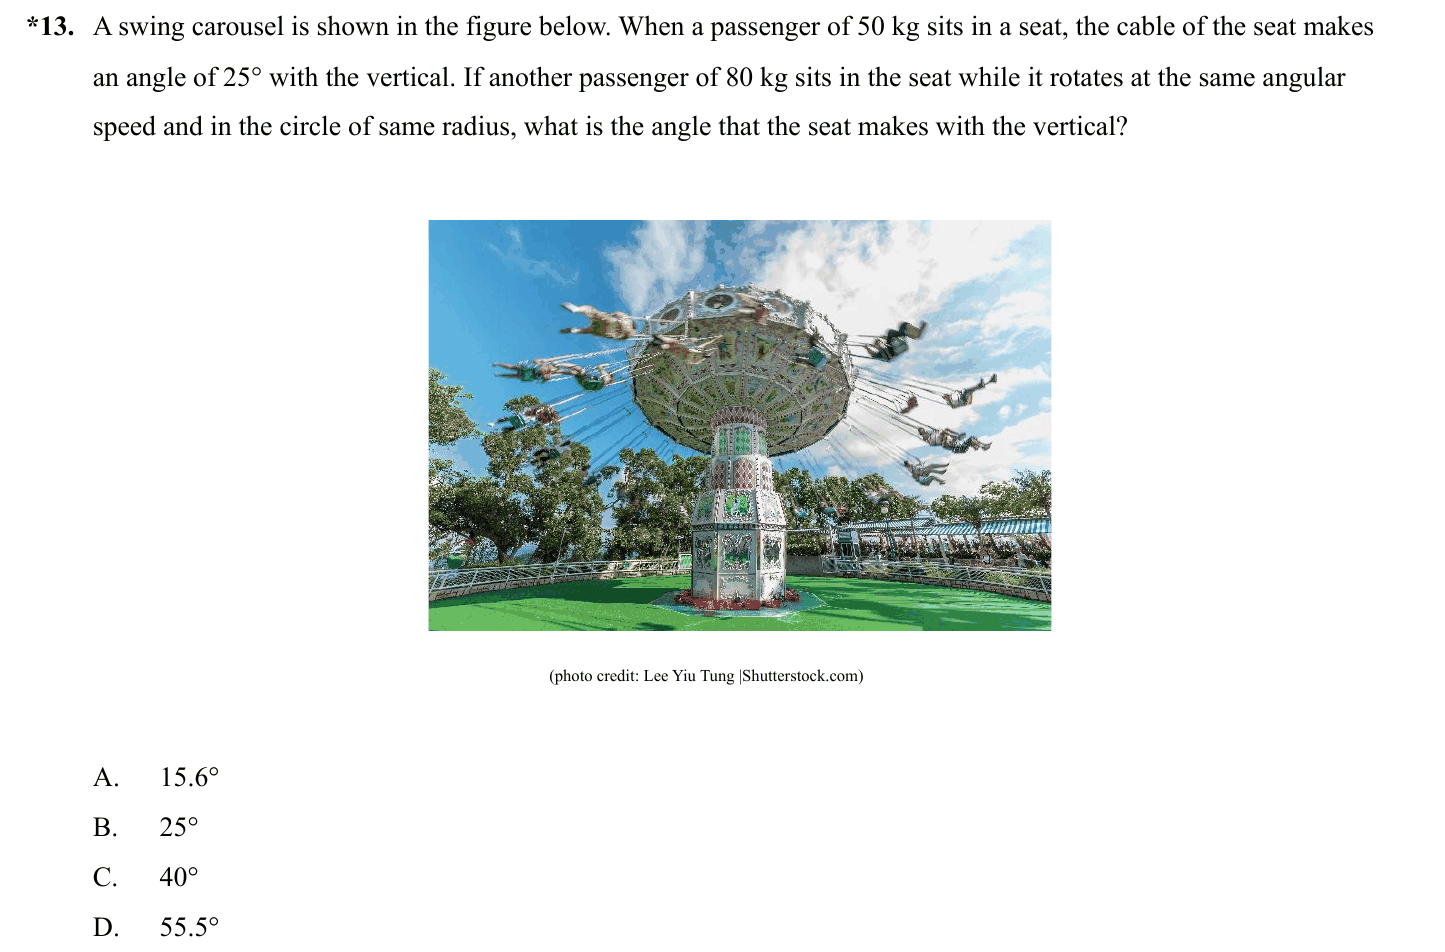 *13. A swing carousel is shown in the figure below. When a passenger of 50 kg sits in a seat, the cable of the seat makes
an angle of 25° with the vertical. If another passenger of 80 kg sits in the seat while it rotates at the same angular
speed and in the circle of same radius, what is the angle that the seat makes with the vertical?
(photo credit: Lee Yiu Tung |Shutterstock.com)
A. 15.6°
B. 25°
C. 40°
D. 55.5°